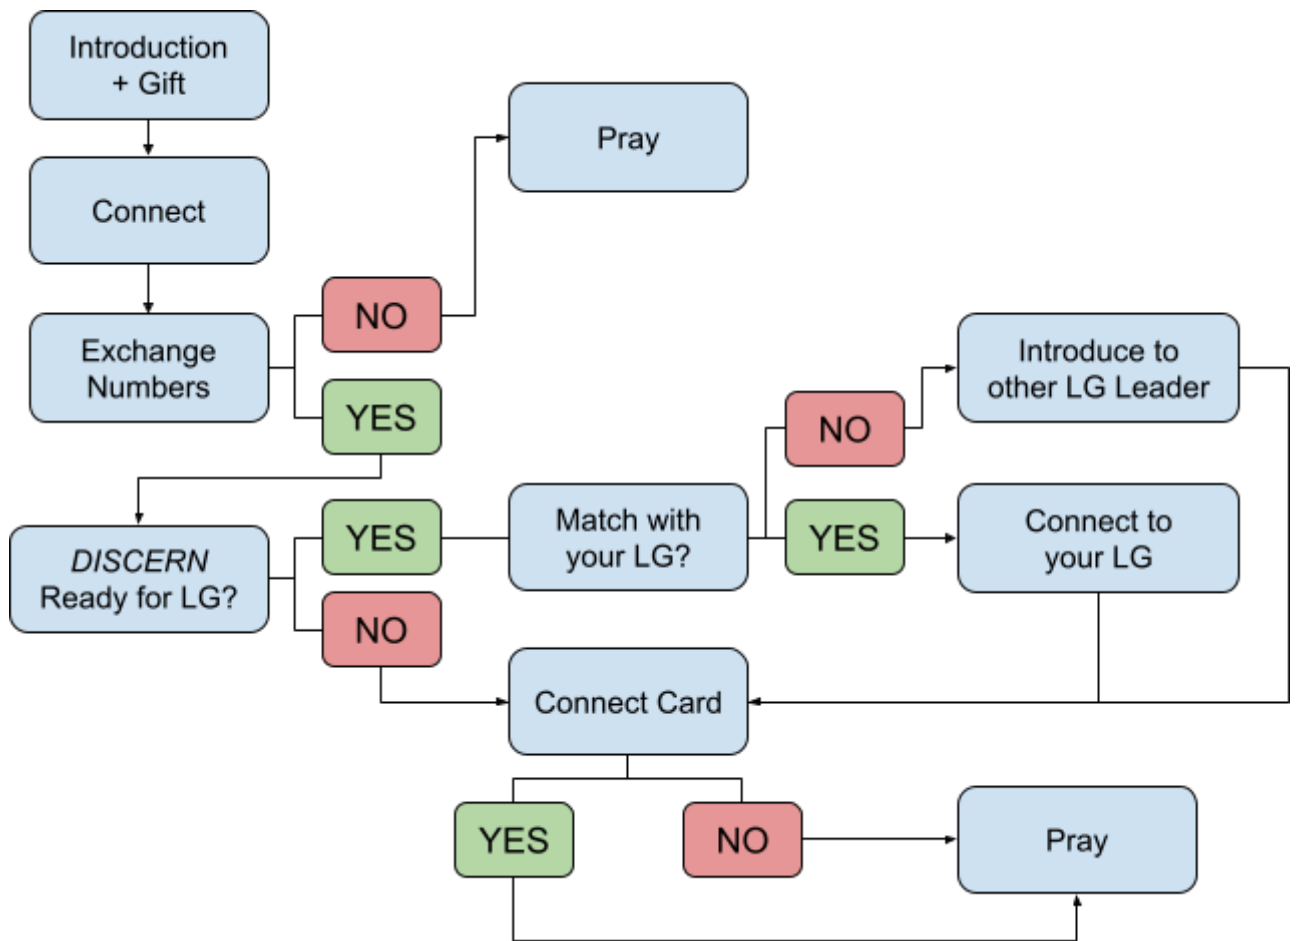 Introduction
+ Gift
Pray
Connect
NO
Exchange
Numbers
YES
Introduce to
other LG Leader
NO
YES
Match with
your LG?
YES
Connect to
your LG
DISCERN
Ready for LG?
NO
Connect Card
YES
NO
Pray